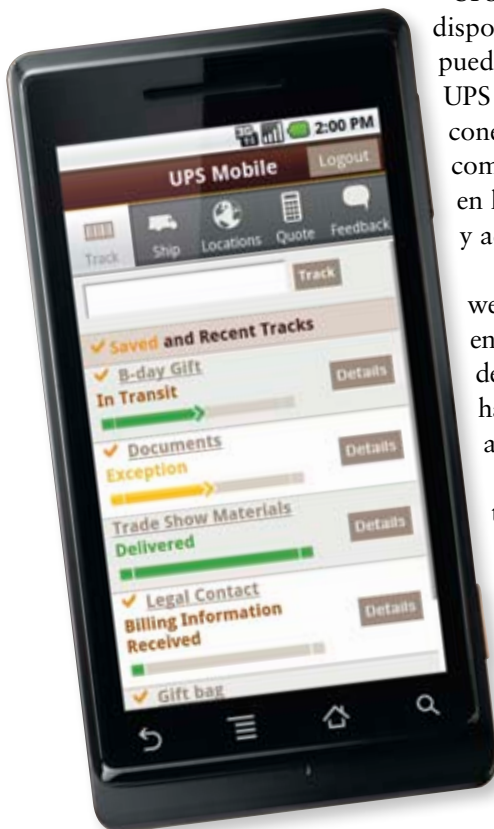 2:00 PM
UPS Mobile
Logout
Track
Ship
Locations
Quote
Feedback
Track
Saved and Recent Tracks
B-day Gift
In Transit
Details
Documents
Exception
Details
Trade Show Materials
Delivered
Details
Legal Contact
Billing Information
Received
Details
Gift bag
dispo
pued
UPS
cone
com
en l
y a
we
en
de
ha
a
t